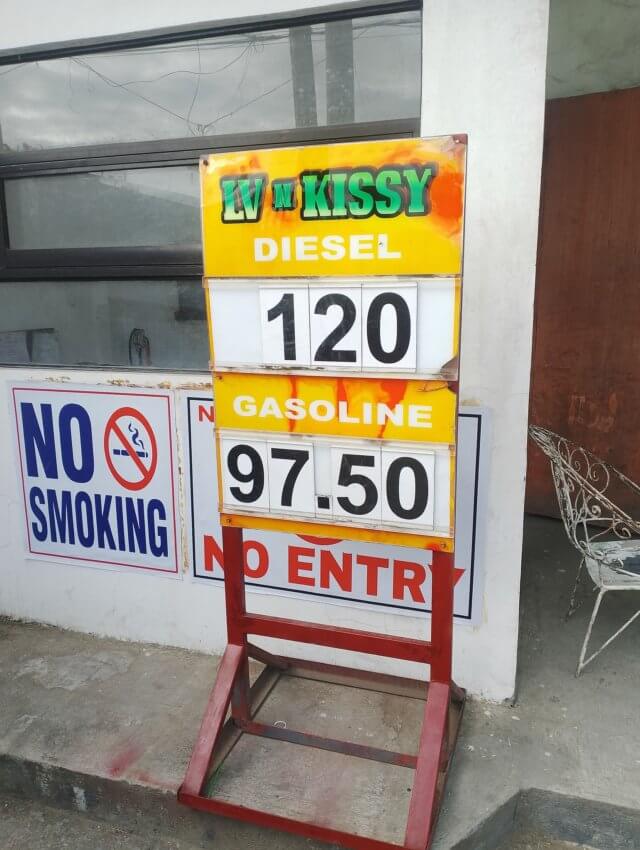 LV N KISSY
DIESEL
120
GASOLINE
97.50
NO
SMOKING
N
NO ENTRY